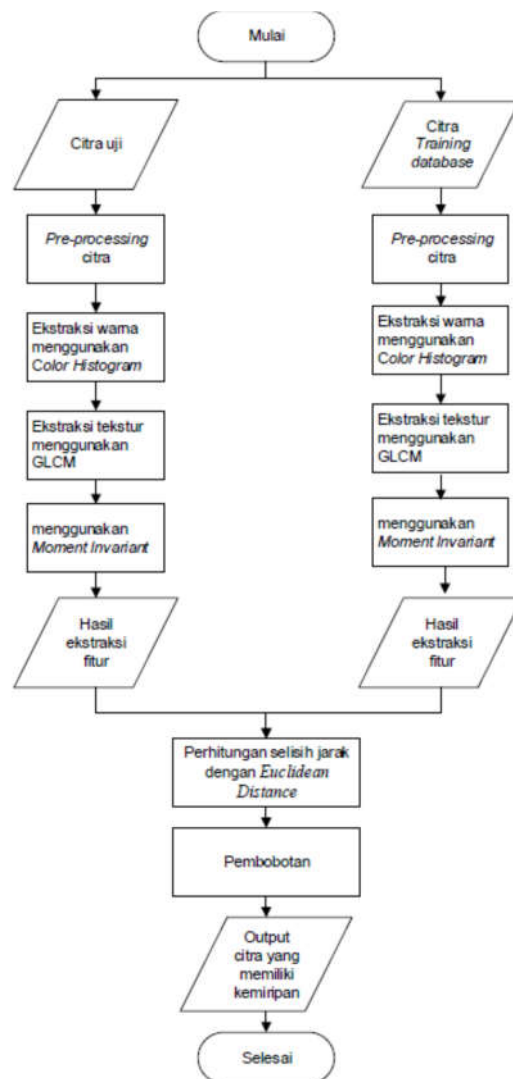 Mulai
Citra uji
Pre-processing
citra
Ekstraksi warna
menggunakan
Color Histogram
Ekstraksi tekstur
menggunakan
GLCM
menggunakan
Moment Invariant
Hasil
ekstraksi
fitur
Citra
Training
database
Pre-processing
citra
Ekstraksi warna
menggunakan
Color Histogram
Ekstraksi tekstur
menggunakan
GLCM
menggunakan
Moment Invariant
Hasil
ekstraksi
fitur
Perhitungan selisih jarak
dengan Euclidean
Distance
Pembobotan
Output
citra yang
memiliki
kemiripan
Selesai